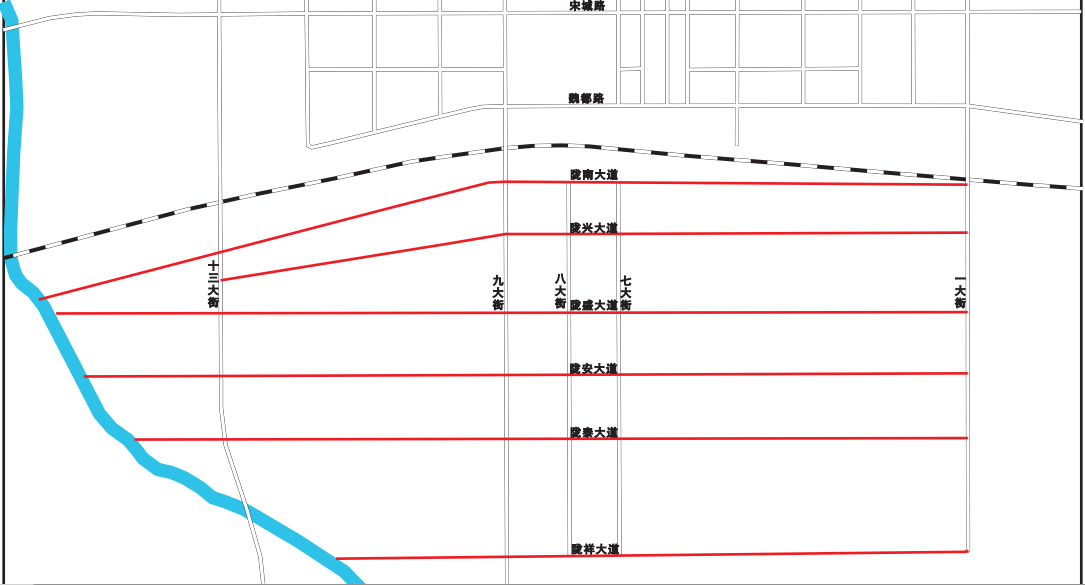 宋城路
魏都路
陇南大道
陇兴大道
十三大街
九大街
八大街
七大街
一大街
陇盛大道
陇安大道
陇秦大道
陇祥大道